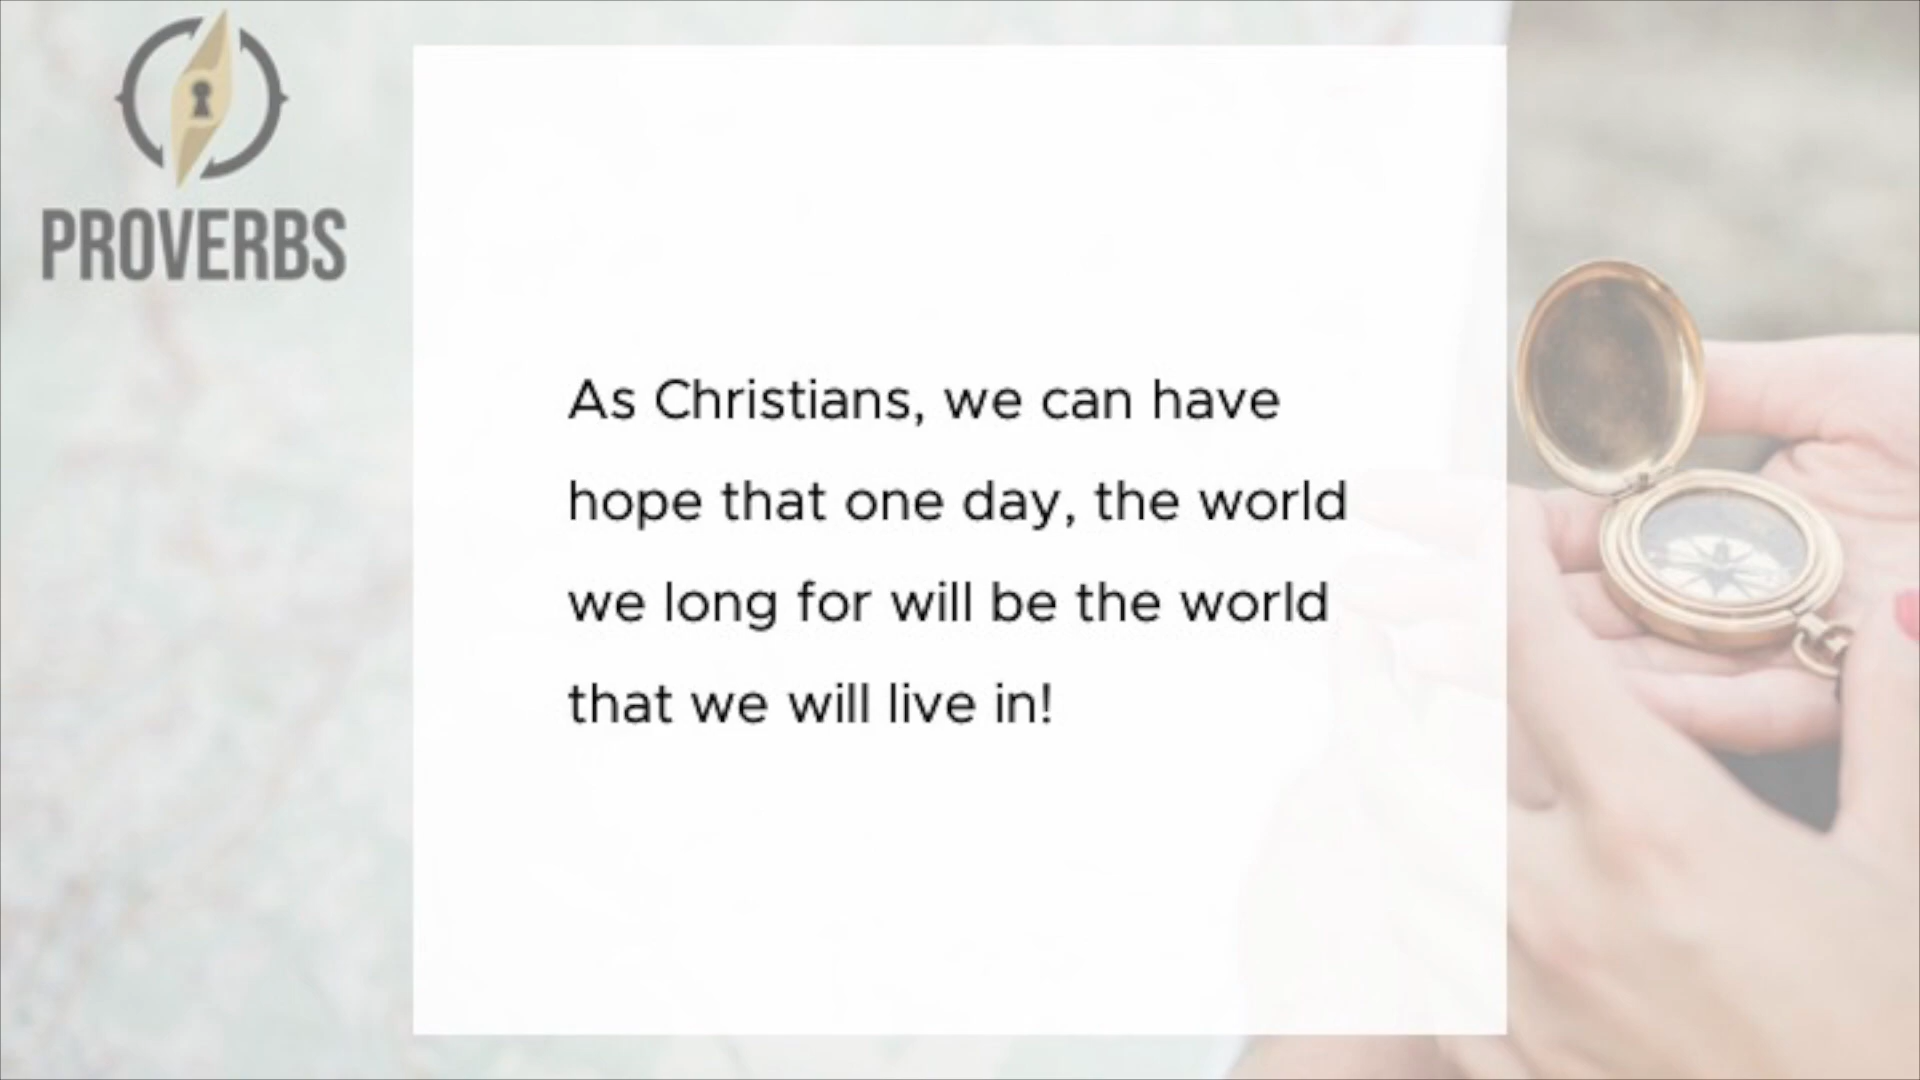 PROVERBS
As Christians, we can have
hope that one day, the world
we long for will be the world
that we will live in!